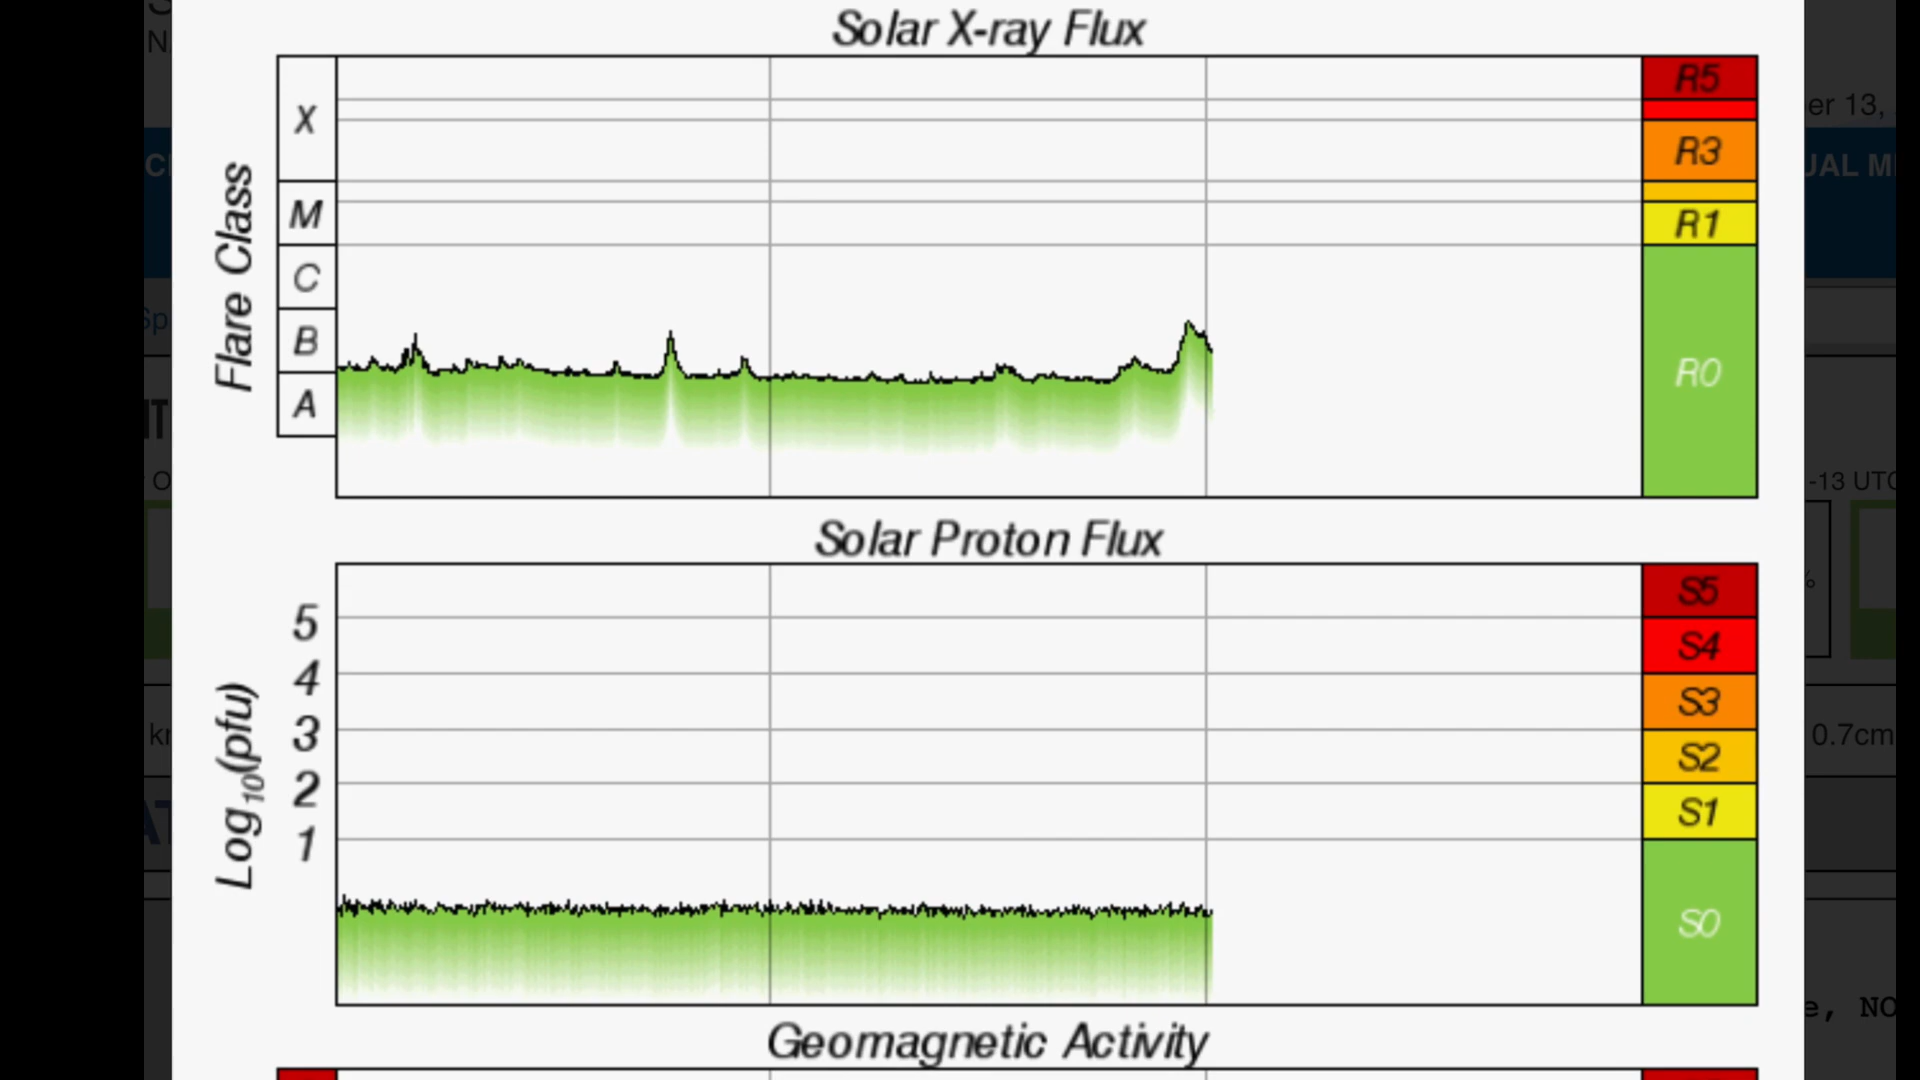 Solar X-ray Flux
Flare Class
X
M
C
B
A
R5
R3
R1
R0
er 13,
UAL M
-13 UTC
Solar Proton Flux
Log10(pfu)
5
4
3
2
1
S5
S4
S3
S2
S1
S0
%
0.7cm
e, NO
Geomagnetic Activity